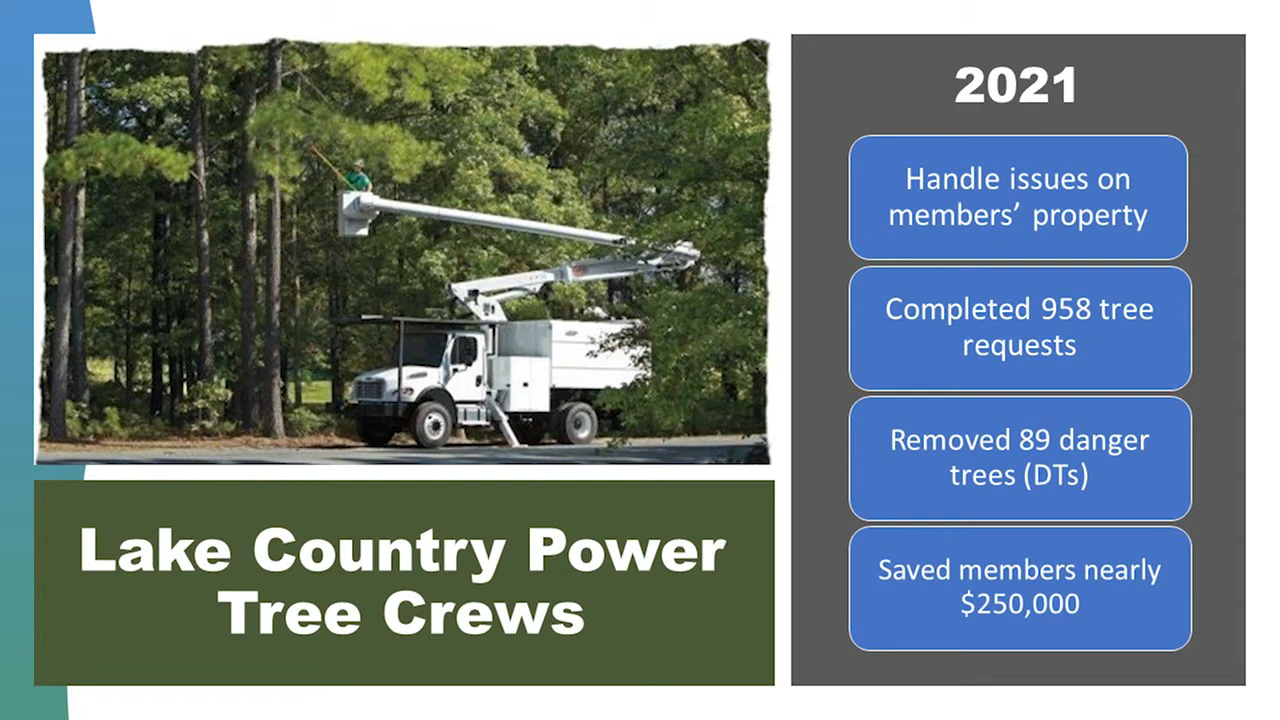 2021
Handle issues on
members’ property
Completed 958 tree
requests
Removed 89 danger
trees (DTs)
Saved members nearly
$250,000
Lake Country Power
Tree Crews